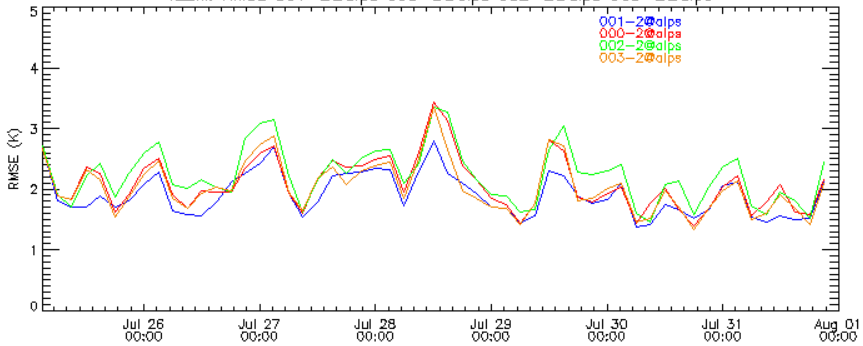 5
001-2@alps
000-2@alps
002-2@alps
003-2@alps
4
3
RMSE (K)
2
1
0
Jul 26 Jul 27 Jul 28 Jul 29 Jul 30 Jul 31 Aug 01
00:00 00:00 00:00 00:00 00:00 00:00 00:00